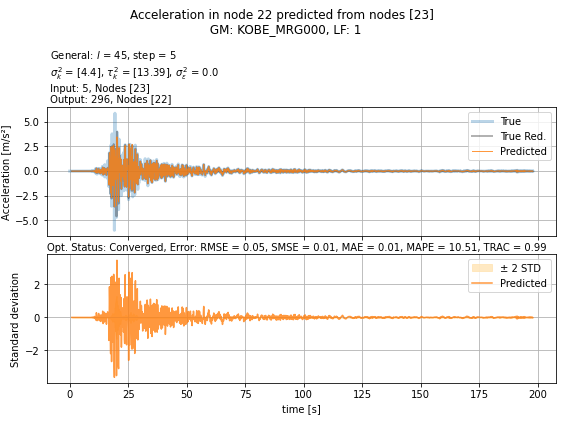 Acceleration in node 22 predicted from nodes [23]
GM: KOBE_MRG000, LF: 1
General: l = 45, step = 5
σ²ₖ = [4.4], τ²ₖ = [13.39], σ²ε = 0.0
Input: 5, Nodes [23]
Output: 296, Nodes [22]
Acceleration [m/s²]
5.0
2.5
0.0
−2.5
−5.0
True
True Red.
Predicted
Opt. Status: Converged, Error: RMSE = 0.05, SMSE = 0.01, MAE = 0.01, MAPE = 10.51, TRAC = 0.99
Standard deviation
2
0
−2
± 2 STD
Predicted
0 25 50 75 100 125 150 175 200
time [s]